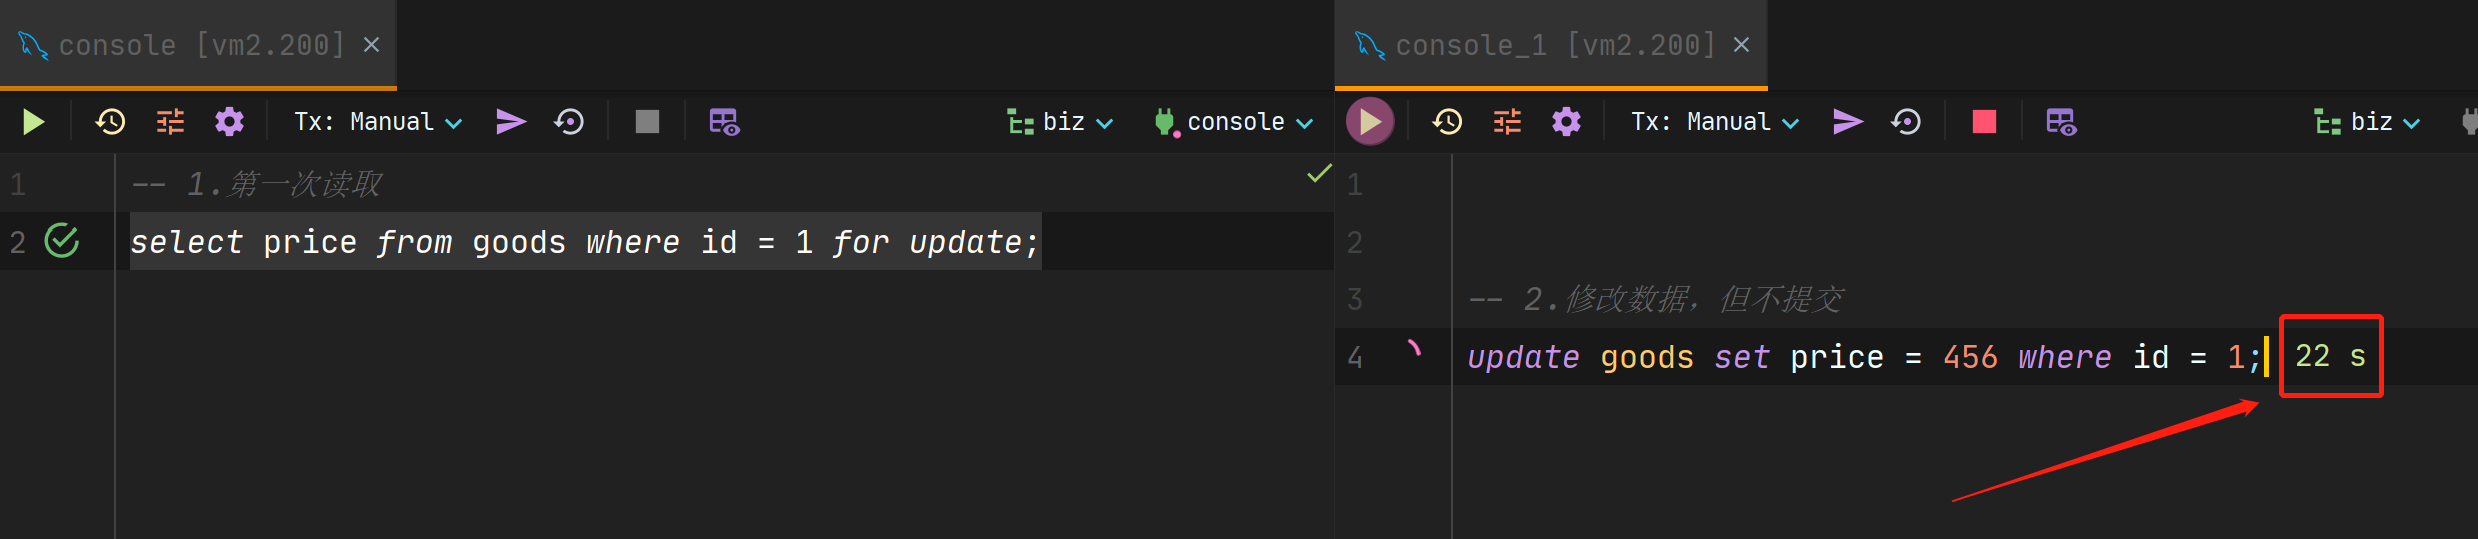 console [vm2.200]
Tx: Manual
biz
console
1 -- 1.第一次读取
2 select price from goods where id = 1 for update;
console_1 [vm2.200]
Tx: Manual
biz
1
2
3 -- 2.修改数据，但不提交
4 update goods set price = 456 where id = 1; 22 s